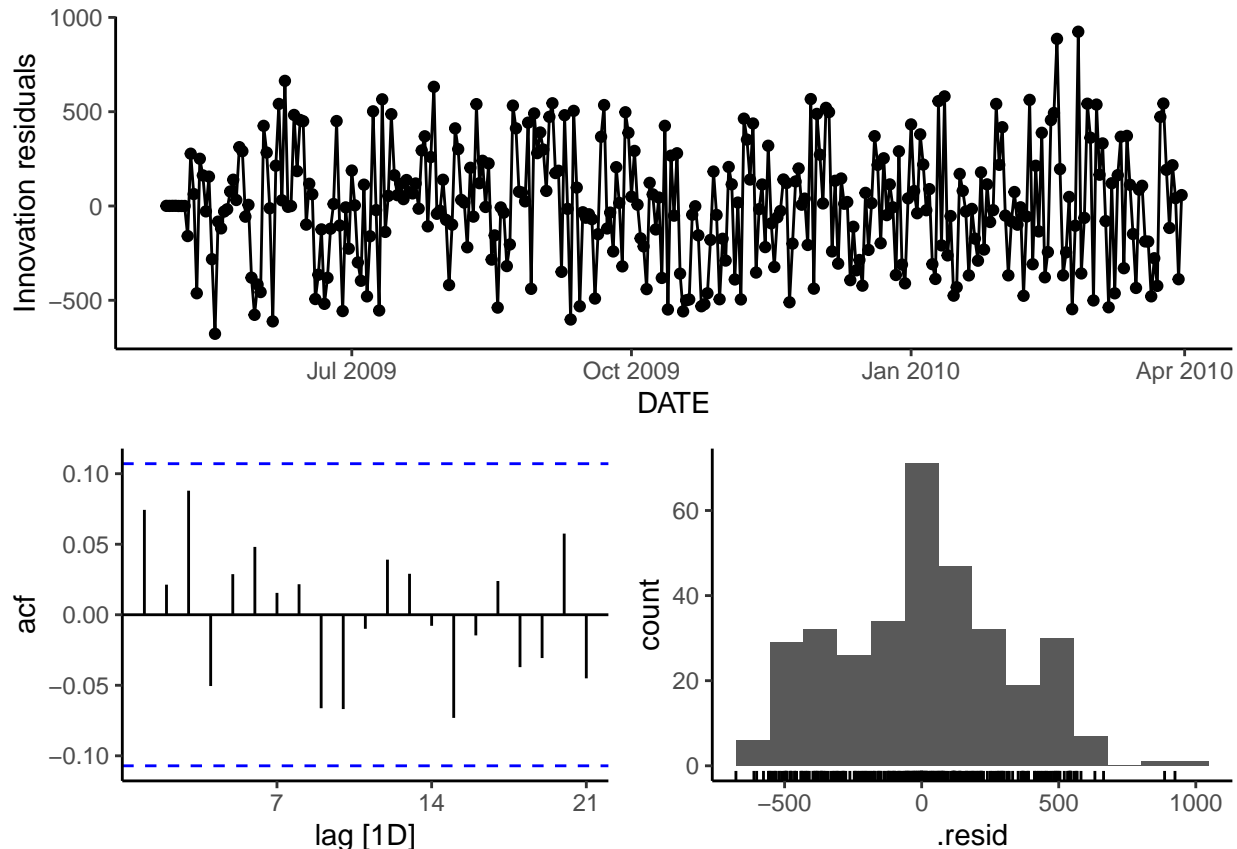 1000
500
0
−500
Innovation residuals
Jul 2009 Oct 2009 Jan 2010 Apr 2010
DATE
0.10
0.05
0.00
−0.05
−0.10
acf
7 14 21
lag [1D]
60
40
20
0
count
−500 0 500 1000
.resid